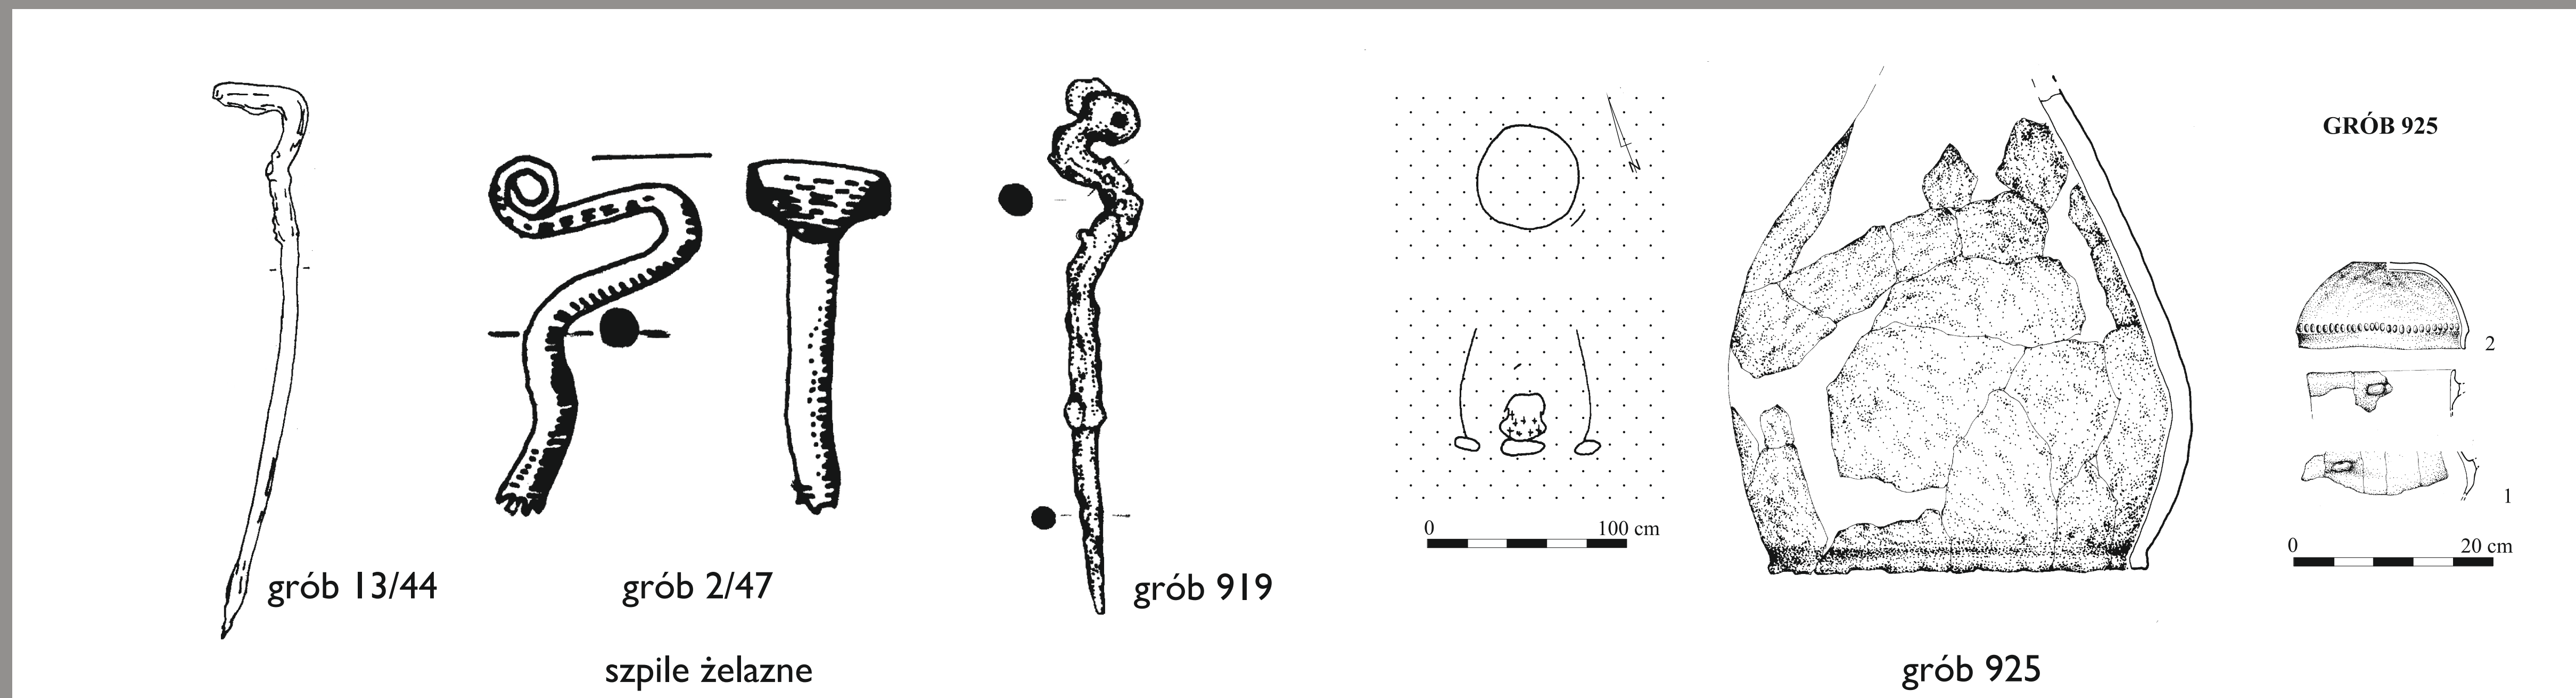 GRÓB 925
N
2
1
0 100 cm
0 20 cm
grób 13/44
grób 2/47
grób 919
szpile żelazne
grób 925